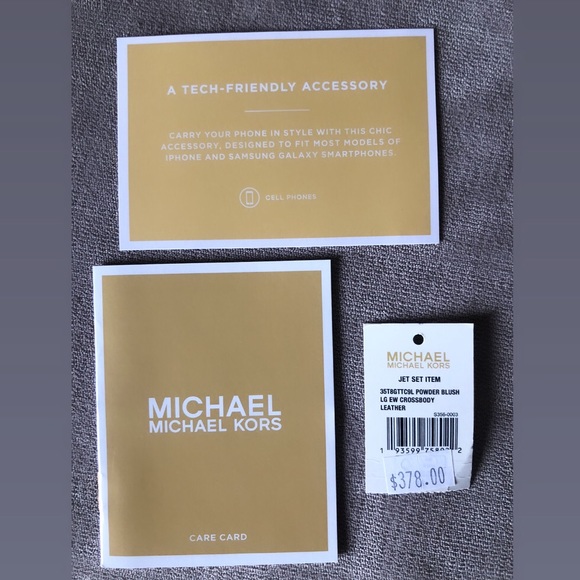 A TECH-FRIENDLY ACCESSORY
CARRY YOUR PHONE IN STYLE WITH THIS CHIC
ACCESSORY, DESIGNED TO FIT MOST MODELS OF
IPHONE AND SAMSUNG GALAXY SMARTPHONES.
CELL PHONES
MICHAEL
MICHAEL KORS
CARE CARD
MICHAEL
MICHAEL KORS
JET SET ITEM
35T8GTTC9L POWDER BLUSH
LG EW CROSSBODY
LEATHER
S356-0003
$378.00